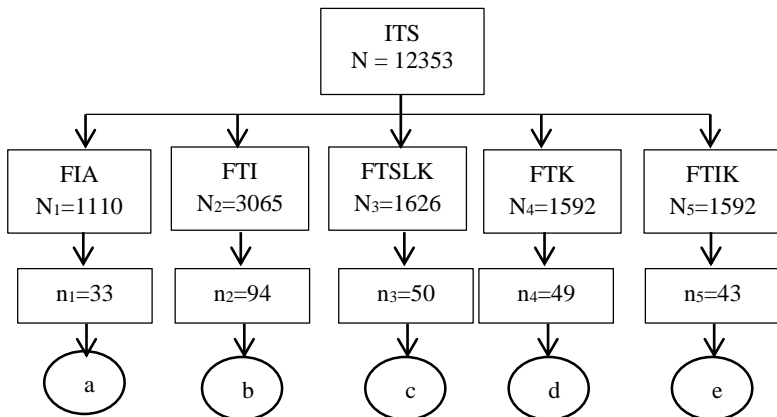 ITS
N = 12353
FIA
N₁=1110
FTI
N₂=3065
FTSLK
N₃=1626
FTK
N₄=1592
FTIK
N₅=1592
n₁=33
n₂=94
n₃=50
n₄=49
n₅=43
a
b
c
d
e